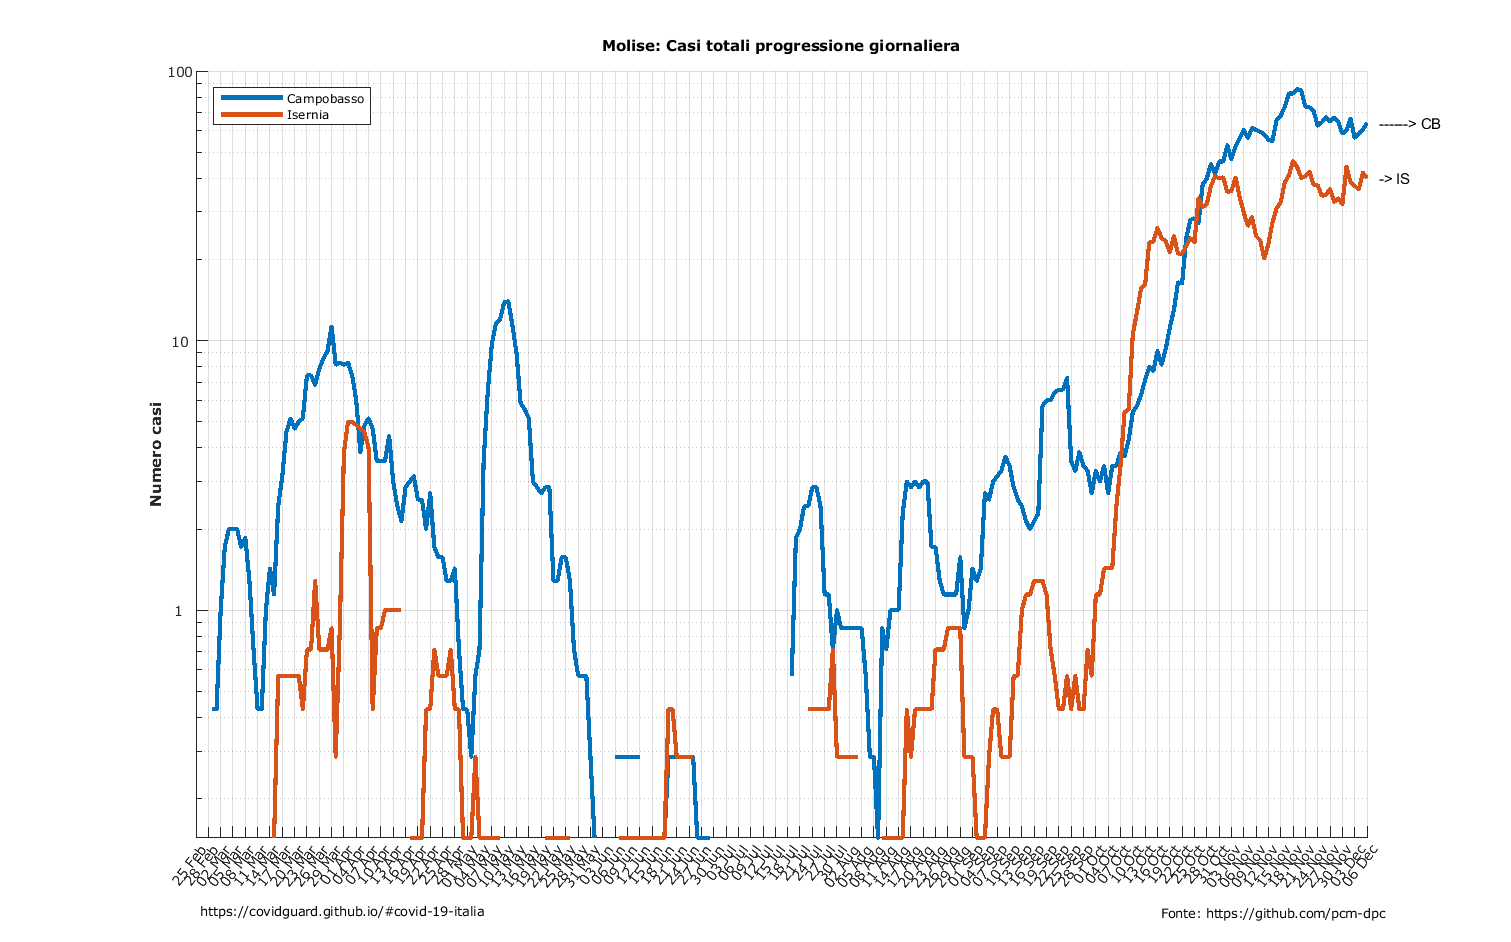 Molise: Casi totali progressione giornaliera
100
10
1
Numero casi
Campobasso
Isernia
------> CB
-> IS
25 Feb
28 Feb
02 Mar
05 Mar
08 Mar
11 Mar
14 Mar
17 Mar
20 Mar
23 Mar
26 Mar
29 Mar
01 Apr
04 Apr
07 Apr
10 Apr
13 Apr
16 Apr
19 Apr
22 Apr
25 Apr
28 Apr
01 May
04 May
07 May
10 May
13 May
16 May
19 May
22 May
25 May
28 May
31 May
03 Jun
06 Jun
09 Jun
12 Jun
15 Jun
18 Jun
21 Jun
24 Jun
27 Jun
30 Jun
03 Jul
06 Jul
09 Jul
12 Jul
15 Jul
18 Jul
21 Jul
24 Jul
27 Jul
30 Jul
02 Aug
05 Aug
08 Aug
11 Aug
14 Aug
17 Aug
20 Aug
23 Aug
26 Aug
29 Aug
01 Sep
04 Sep
07 Sep
10 Sep
13 Sep
16 Sep
19 Sep
22 Sep
25 Sep
28 Sep
01 Oct
04 Oct
07 Oct
10 Oct
13 Oct
16 Oct
19 Oct
22 Oct
25 Oct
28 Oct
31 Oct
03 Nov
06 Nov
09 Nov
12 Nov
15 Nov
18 Nov
21 Nov
24 Nov
27 Nov
30 Nov
03 Dec
06 Dec
https://covidguard.github.io/#covid-19-italia
Fonte: https://github.com/pcm-dpc